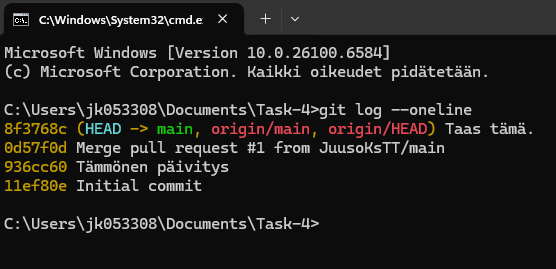 C:\Windows\System32\cmd.e:
Microsoft Windows [Version 10.0.26100.6584]
(c) Microsoft Corporation. Kaikki oikeudet pidätetään.
C:\Users\jk053308\Documents\Task-4>git log --oneline
8f3768c (HEAD -> main, origin/main, origin/HEAD) Taas tämä.
0d57f0d Merge pull request #1 from JuusoKsTT/main
936cc60 Tämmönen päivitys
11ef80e Initial commit
C:\Users\jk053308\Documents\Task-4>